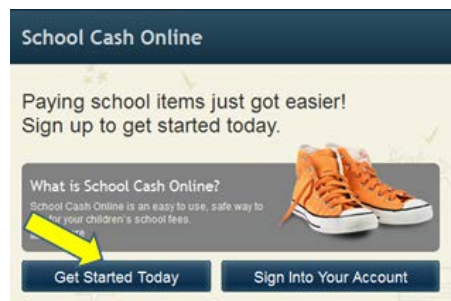 School Cash Online
Paying school items just got easier!
Sign up to get started today.
What is School Cash Online?
School Cash Online is an easy to use, safe way to
for your children's school fees.
Get Started Today
Sign Into Your Account